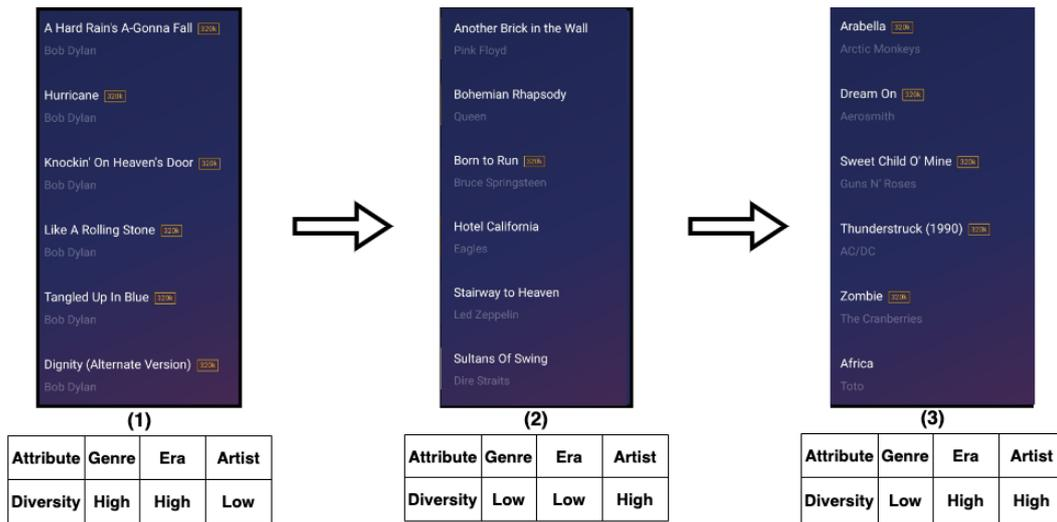 A Hard Rain's A-Gonna Fall 320k
Bob Dylan
Hurricane 320k
Bob Dylan
Knockin' On Heaven's Door 320k
Bob Dylan
Like A Rolling Stone 320k
Bob Dylan
Tangled Up In Blue 320k
Bob Dylan
Dignity (Alternate Version) 320k
Bob Dylan
(1)
Attribute Genre Era Artist
Diversity High High Low
Another Brick in the Wall
Pink Floyd
Bohemian Rhapsody
Queen
Born to Run 320k
Bruce Springsteen
Hotel California
Eagles
Stairway to Heaven
Led Zeppelin
Sultans Of Swing
Dire Straits
(2)
Attribute Genre Era Artist
Diversity Low Low High
Arabella 320k
Arctic Monkeys
Dream On 320k
Aerosmith
Sweet Child O' Mine 320k
Guns N' Roses
Thunderstruck (1990) 320k
AC/DC
Zombie 320k
The Cranberries
Africa
Toto
(3)
Attribute Genre Era Artist
Diversity Low High High